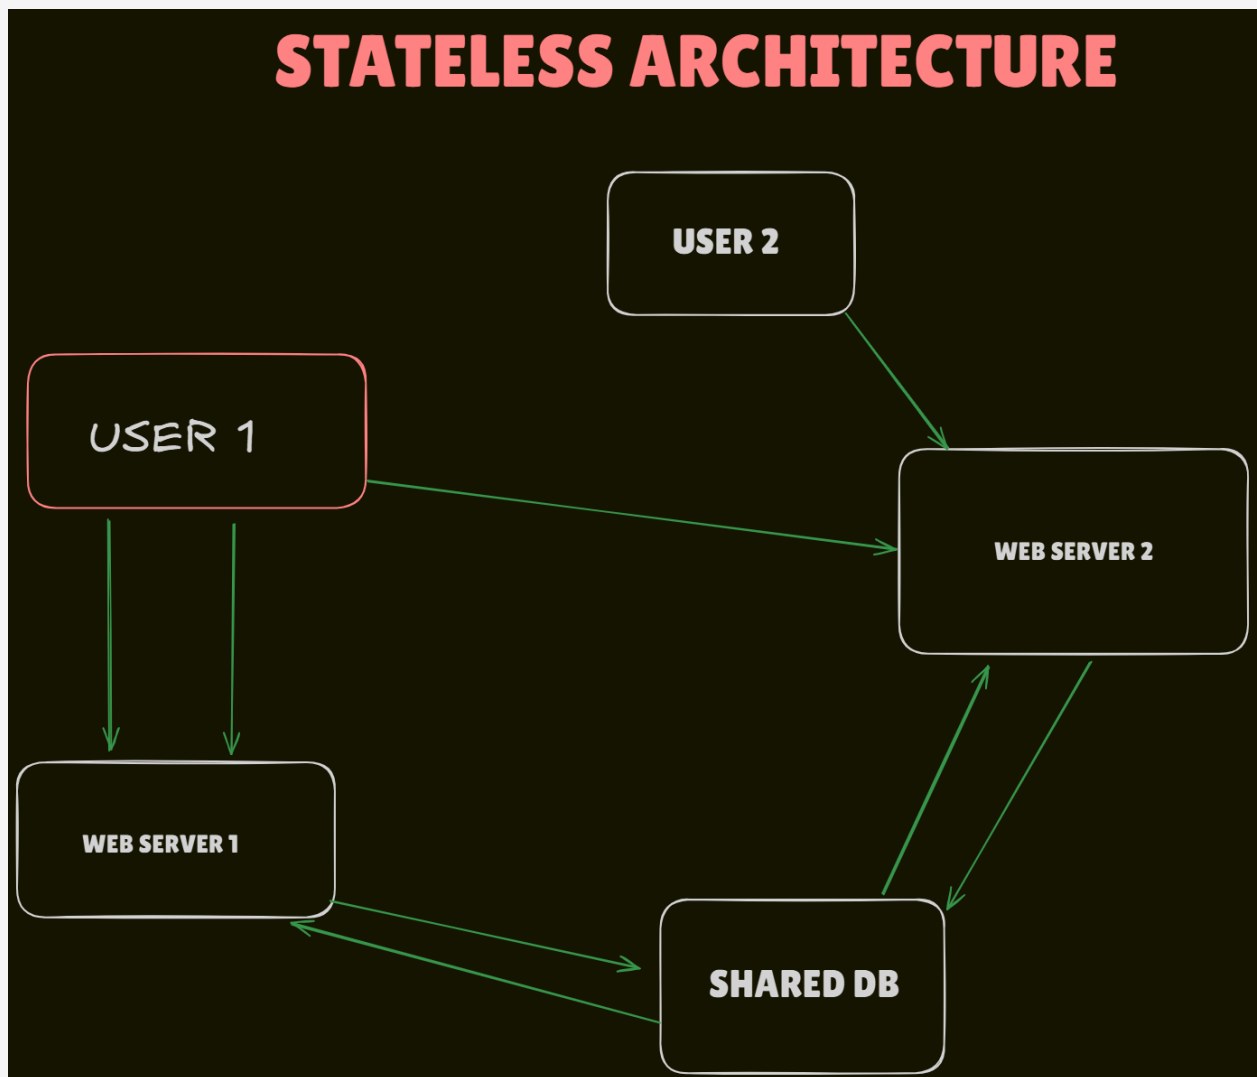 STATELESS ARCHITECTURE
USER 2
USER 1
WEB SERVER 2
WEB SERVER 1
SHARED DB